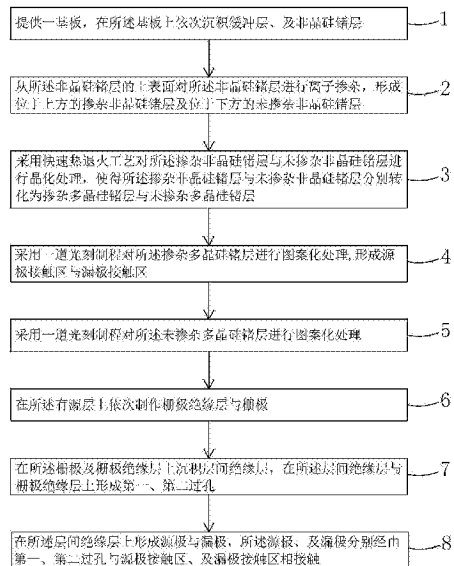 提供一基板，在所述基板上依次沉积缓冲层、及非晶硅锗层
1
从所述非晶硅锗层的上表面对所述非晶硅锗层进行离子掺杂，形成
位于上方的掺杂非晶硅锗层及位于下方的未掺杂非晶硅锗层
2
采用快速热退火工艺对所述掺杂非晶硅锗层与未掺杂非晶硅锗层进
行晶化处理，使得所述掺杂非晶硅锗层与未掺杂非晶硅锗层分别转
化为掺杂多晶硅锗层与未掺杂多晶硅锗层
3
采用一道光刻制程对所述掺杂多晶硅锗层进行图案化处理,形成源
极接触区与漏极接触区
4
采用一道光刻制程对所述未掺杂多晶硅锗层进行图案化处理
5
在所述有源层上依次制作栅极绝缘层与栅极
6
在所述栅极及栅极绝缘层上沉积层间绝缘层，在所述层间绝缘层与
栅极绝缘层上形成第一、第二过孔
7
在所述层间绝缘层上形成源极与漏极，所述源极、及漏极分别经由
第一、第二过孔与源极接触区、及漏极接触区相接触
8